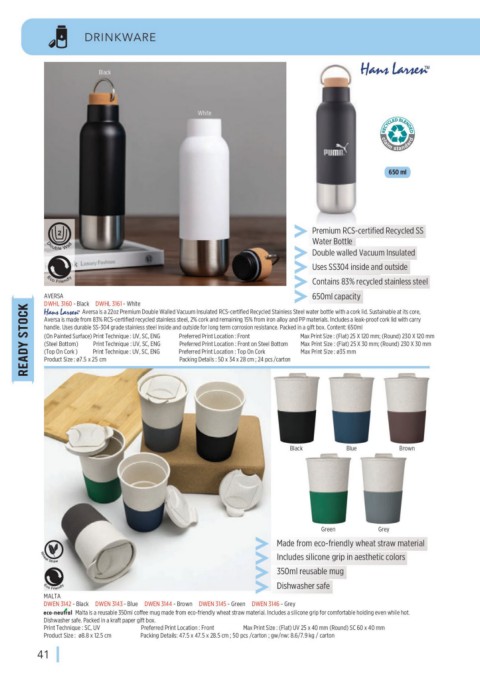 DRINKWARE
Black
White
Hans Larsen™
RECYCLED BLENDED
PUMA
650 ml
2
Luxury Fashion
Premium RCS-certified Recycled SS
Water Bottle
Double walled Vacuum Insulated
Uses SS304 inside and outside
Contains 83% recycled stainless steel
650ml capacity
READY STOCK
AVERSA
DWHL 3160 - Black DWHL 3161 - White
Hans Larsen® Aversa is a 22oz Premium Double Walled Vacuum Insulated RCS-certified Recycled Stainless Steel water bottle with a cork lid. Sustainable at its core,
Aversa is made from 83% RCS-certified recycled stainless steel, 2% cork and remaining 15% from iron alloy and PP materials. Includes a leak-proof cork lid with carry
handle. Uses durable SS-304 grade stainless steel inside and outside for long term corrosion resistance. Packed in a gift box. Content: 650ml
(On Painted Surface) Print Technique : UV, SC, ENG Preferred Print Location : Front Max Print Size : (Flat) 25 X 120 mm; (Round) 230 X 120 mm
(Steel Bottom) Print Technique : UV, SC, ENG Preferred Print Location : Front on Steel Bottom Max Print Size : (Flat) 25 X 30 mm; (Round) 230 X 30 mm
(Top On Cork ) Print Technique : UV, SC, ENG Preferred Print Location : Top On Cork Max Print Size : ø35 mm
Product Size : ø7.5 x 25 cm Packing Details : 50 x 34 x 28 cm ; 24 pcs /carton
Black Blue Brown
Green Grey
Made from eco-friendly wheat straw material
Includes silicone grip in aesthetic colors
350ml reusable mug
Dishwasher safe
MALTA
DWEN 3142 - Black DWEN 3143 - Blue DWEN 3144 - Brown DWEN 3145 - Green DWEN 3146 - Grey
eco-neutral Malta is a reusable 350ml coffee mug made from eco-friendly wheat straw material. Includes a silicone grip for comfortable holding even while hot.
Dishwasher safe. Packed in a kraft paper gift box.
Print Technique : SC, UV Preferred Print Location : Front Max Print Size : (Flat) UV 25 x 40 mm (Round) SC 60 x 40 mm
Product Size : ø8.8 x 12.5 cm Packing Details: 47.5 x 47.5 x 28.5 cm ; 50 pcs /carton ; gw/nw: 8.6/7.9 kg / carton
41